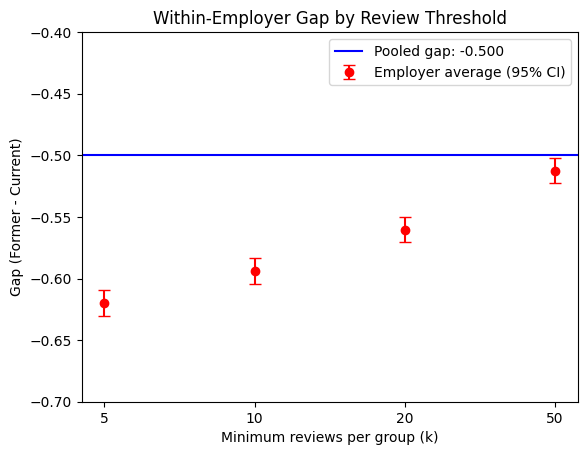 Within-Employer Gap by Review Threshold
Pooled gap: -0.500
Employer average (95% CI)
Gap (Former - Current)
−0.40
−0.45
−0.50
−0.55
−0.60
−0.65
−0.70
5 10 20 50
Minimum reviews per group (k)